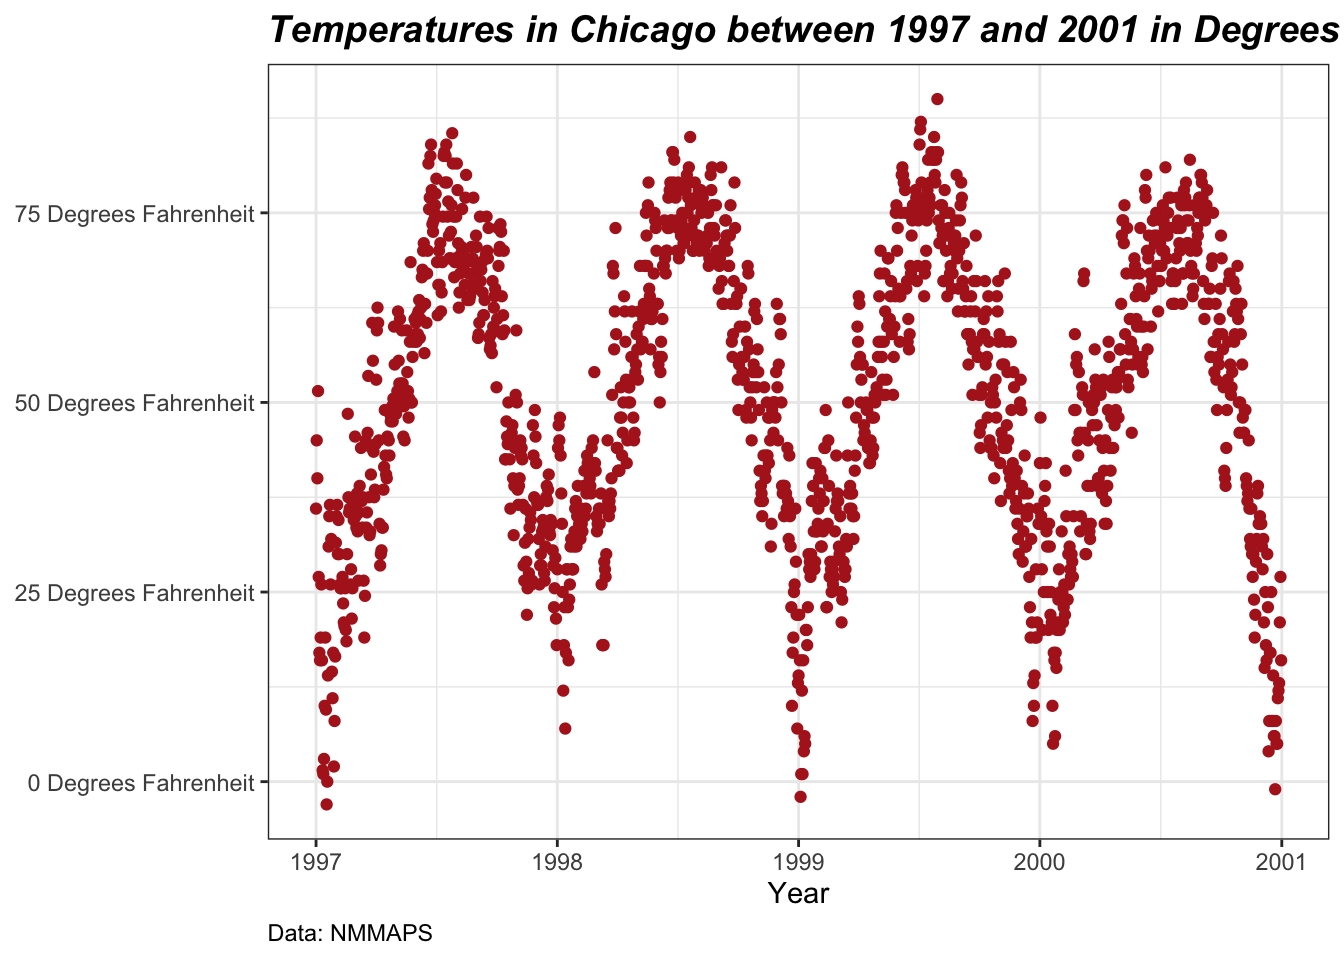 Temperatures in Chicago between 1997 and 2001 in Degrees
75 Degrees Fahrenheit
50 Degrees Fahrenheit
25 Degrees Fahrenheit
0 Degrees Fahrenheit
1997 1998 1999 2000 2001
Year
Data: NMMAPS